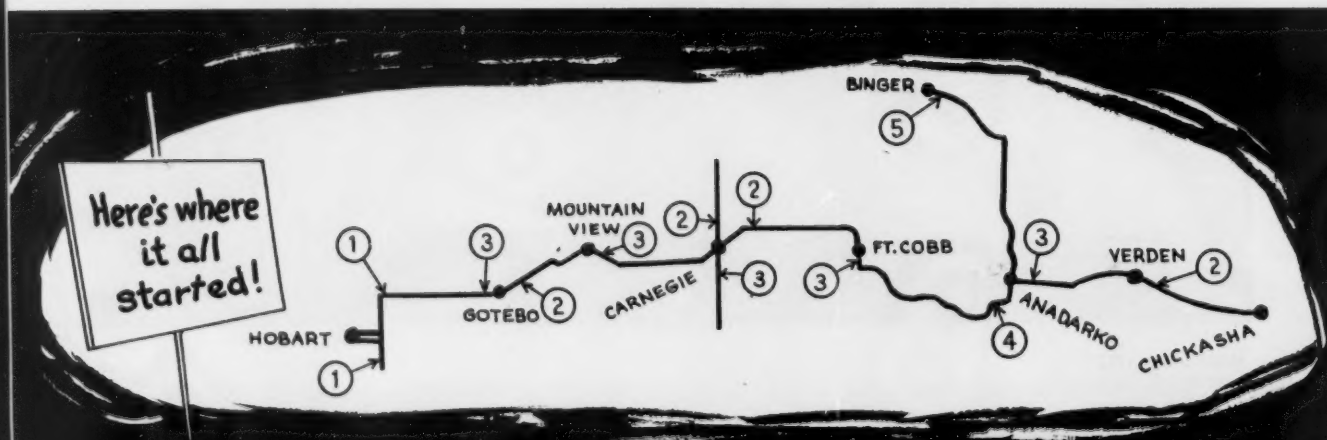 Here's where
it all
started!
HOBART
1
1
3
GOTEBO
2
MOUNTAIN
VIEW
3
CARNEGIE
2
3
2
FT. COBB
3
BINGER
5
4
ANADARKO
3
VERDEN
2
CHICKASHA